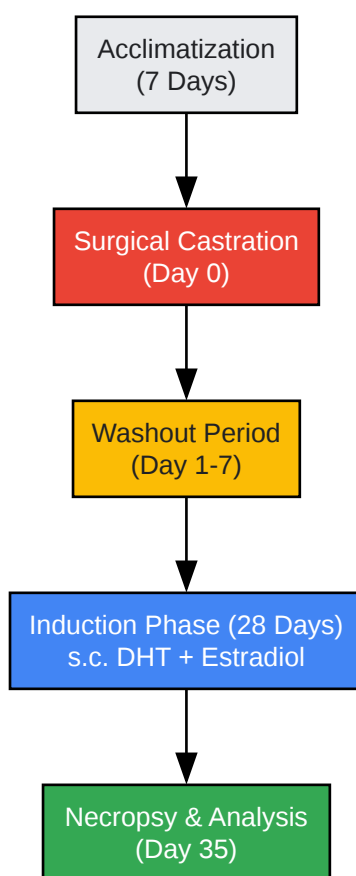 Acclimatization
(7 Days)
Surgical Castration
(Day 0)
Washout Period
(Day 1-7)
Induction Phase (28 Days)
s.c. DHT + Estradiol
Necropsy & Analysis
(Day 35)